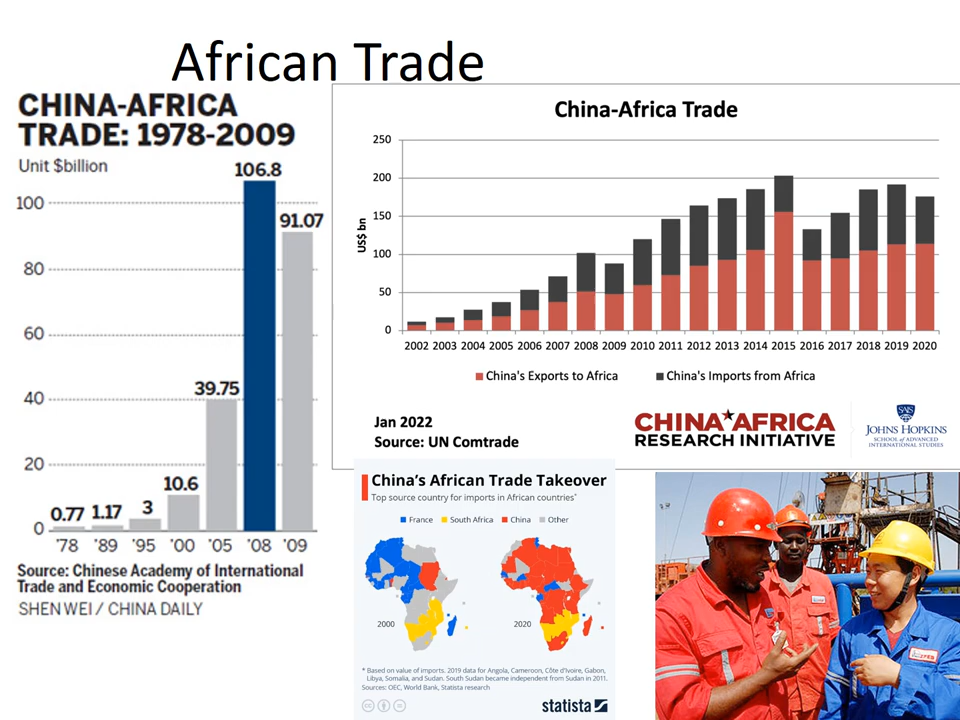 African Trade
CHINA-AFRICA
TRADE: 1978-2009
Unit $billion
106.8
100
91.07
80
60
40
39.75
20
10.6
0.77 1.17 3
0
'78 '89 '95 '00 '05 '08 '09
Source: Chinese Academy of International
Trade and Economic Cooperation
SHEN WEI / CHINA DAILY
China-Africa Trade
US$ bn
250
200
150
100
50
0
2002 2003 2004 2005 2006 2007 2008 2009 2010 2011 2012 2013 2014 2015 2016 2017 2018 2019 2020
China's Exports to Africa China's Imports from Africa
Jan 2022
Source: UN Comtrade
CHINA AFRICA
RESEARCH INITIATIVE
SAIS
JOHNS HOPKINS
SCHOOL of ADVANCED
INTERNATIONAL STUDIES
China's African Trade Takeover
Top source country for imports in African countries*
France South Africa China Other
2000 2020
* Based on value of imports. 2019 data for Angola, Cameroon, Côte d'Ivoire, Gabon,
Libya, Somalia, and Sudan. South Sudan became independent from Sudan in 2011.
Sources: OEC, World Bank, Statista research
statista